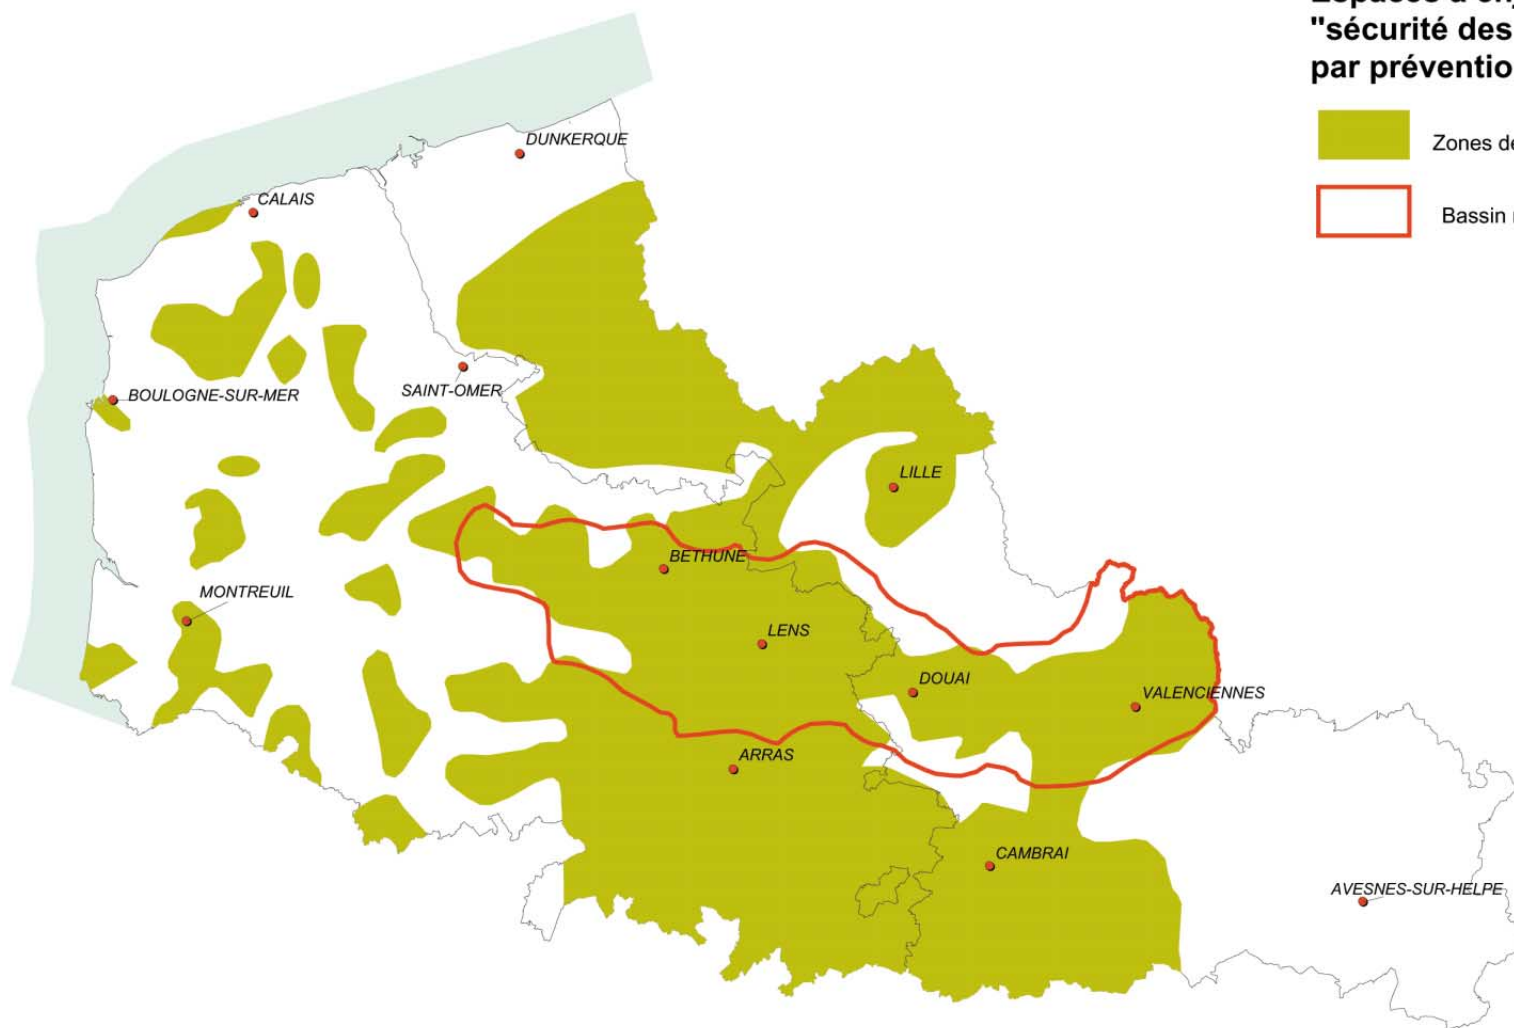 "sécurité des
par préventio
Zones de
Bassin
DUNKERQUE
CALAIS
BOULOGNE-SUR-MER
SAINT-OMER
LILLE
BETHUNE
MONTREUIL
LENS
DOUAI
VALENCIENNES
ARRAS
CAMBRAI
AVESNES-SUR-HELPE